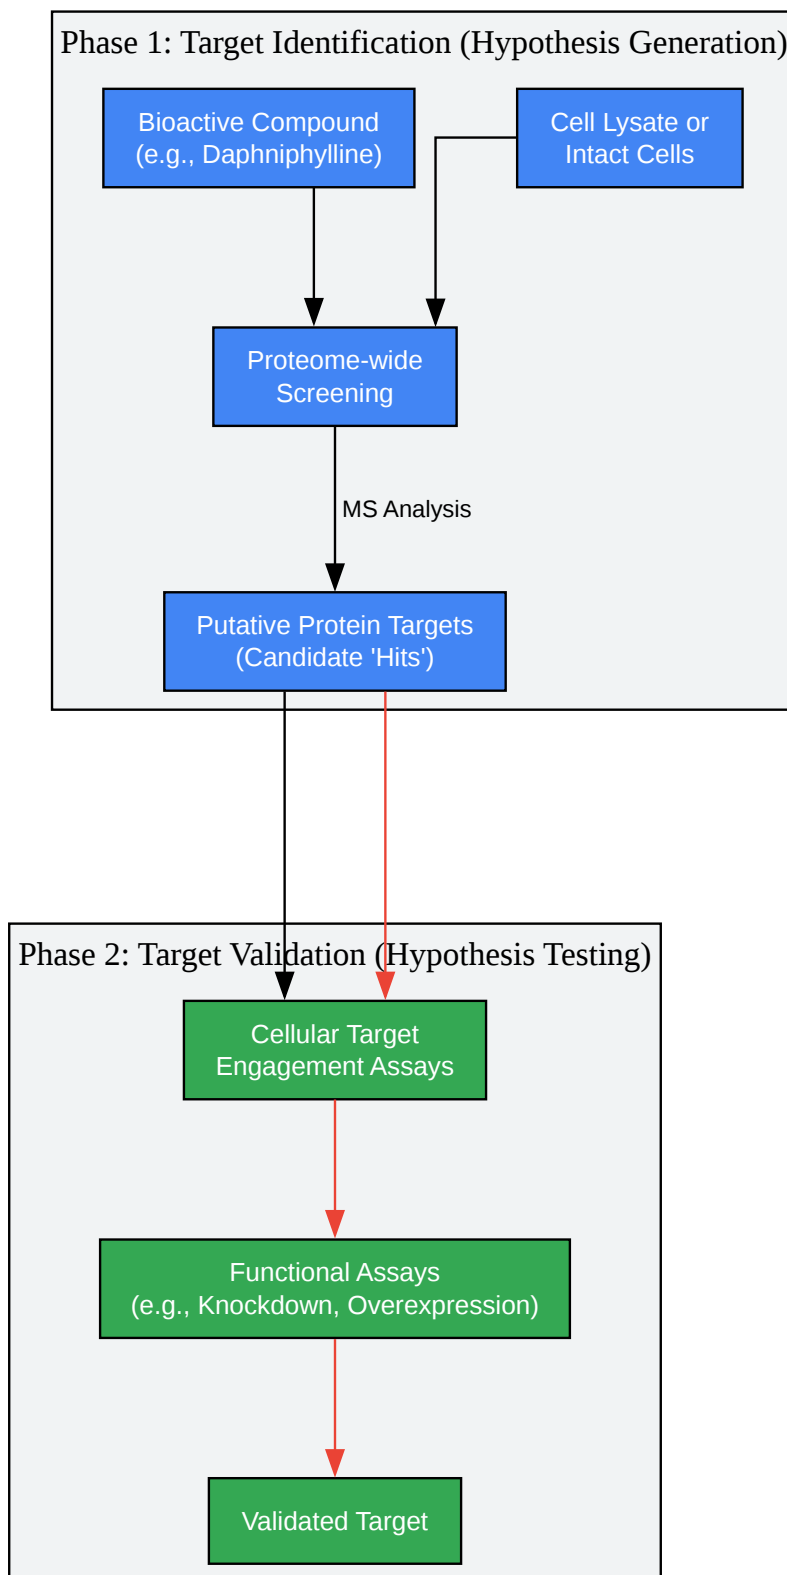 Phase 1: Target Identification (Hypothesis Generation)
Bioactive Compound
(e.g., Daphniphylline)
Cell Lysate or
Intact Cells
Proteome-wide
Screening
MS Analysis
Putative Protein Targets
(Candidate 'Hits')
Phase 2: Target Validation (Hypothesis Testing)
Cellular Target
Engagement Assays
Functional Assays
(e.g., Knockdown, Overexpression)
Validated Target